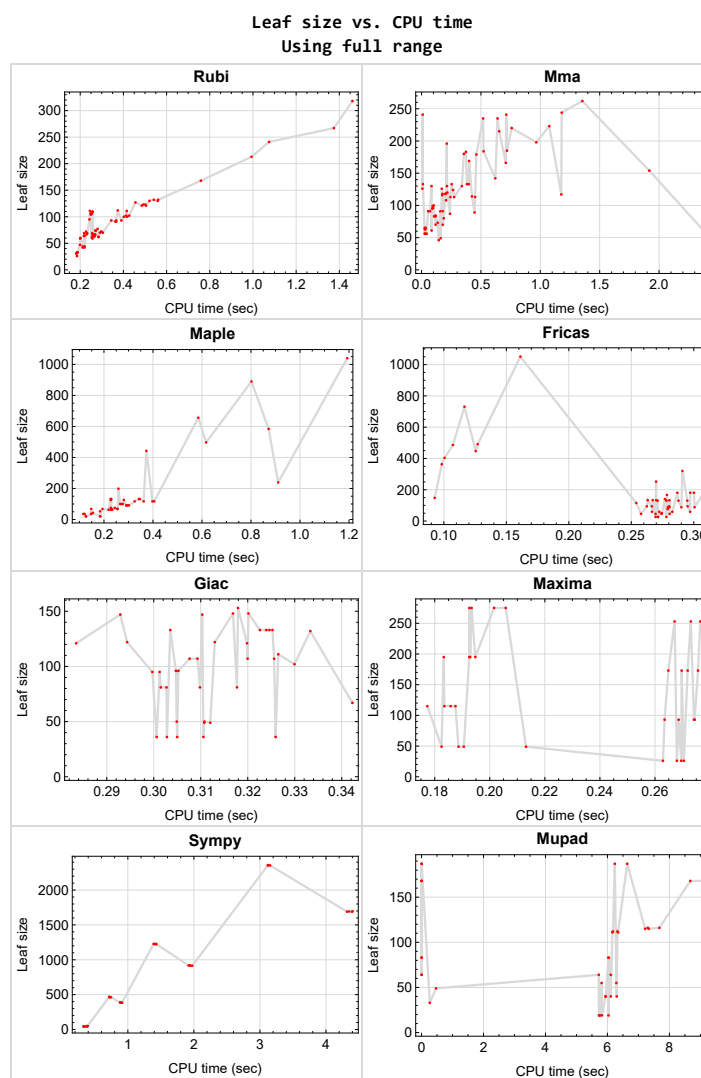 Leaf size vs. CPU time
Using full range
Rubi
Leaf size
300
250
200
150
100
50
0
0.2 0.4 0.6 0.8 1.0 1.2 1.4
CPU time (sec)
Mma
Leaf size
250
200
150
100
50
0
0.0 0.5 1.0 1.5 2.0
CPU time (sec)
Maple
Leaf size
1000
800
600
400
200
0
0.2 0.4 0.6 0.8 1.0 1.2
CPU time (sec)
Fricas
Leaf size
1000
800
600
400
200
0
0.10 0.15 0.20 0.25 0.30
CPU time (sec)
Giac
Leaf size
150
100
50
0
0.29 0.30 0.31 0.32 0.33 0.34
CPU time (sec)
Maxima
Leaf size
250
200
150
100
50
0
0.18 0.20 0.22 0.24 0.26
CPU time (sec)
Sympy
Leaf size
2000
1500
1000
500
0
1 2 3 4
CPU time (sec)
Mupad
Leaf size
150
100
50
0
0 2 4 6 8
CPU time (sec)